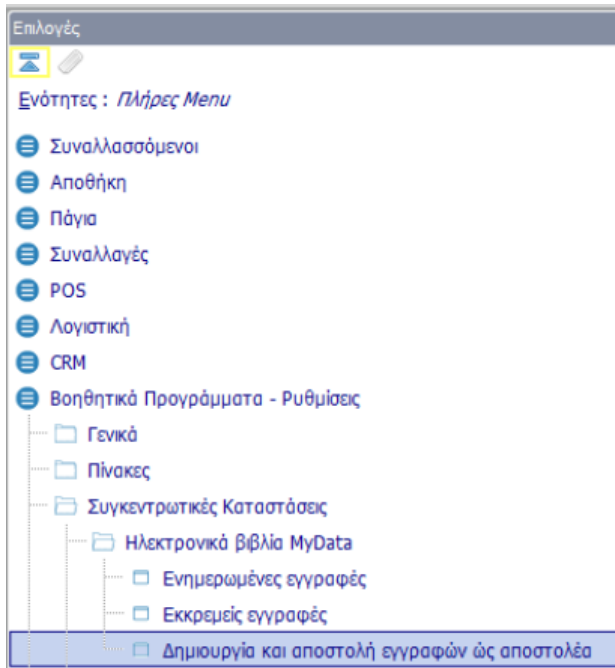 Επιλογές
Ενότητες : Πλήρες Menu
Συναλλασσόμενοι
Αποθήκη
Πάγια
Συναλλαγές
POS
Λογιστική
CRM
Βοηθητικά Προγράμματα - Ρυθμίσεις
Γενικά
Πίνακες
Συγκεντρωτικές Καταστάσεις
Ηλεκτρονικά βιβλία MyData
Ενημερωμένες εγγραφές
Εκκρεμείς εγγραφές
Δημιουργία και αποστολή εγγραφών ώς αποστολέα